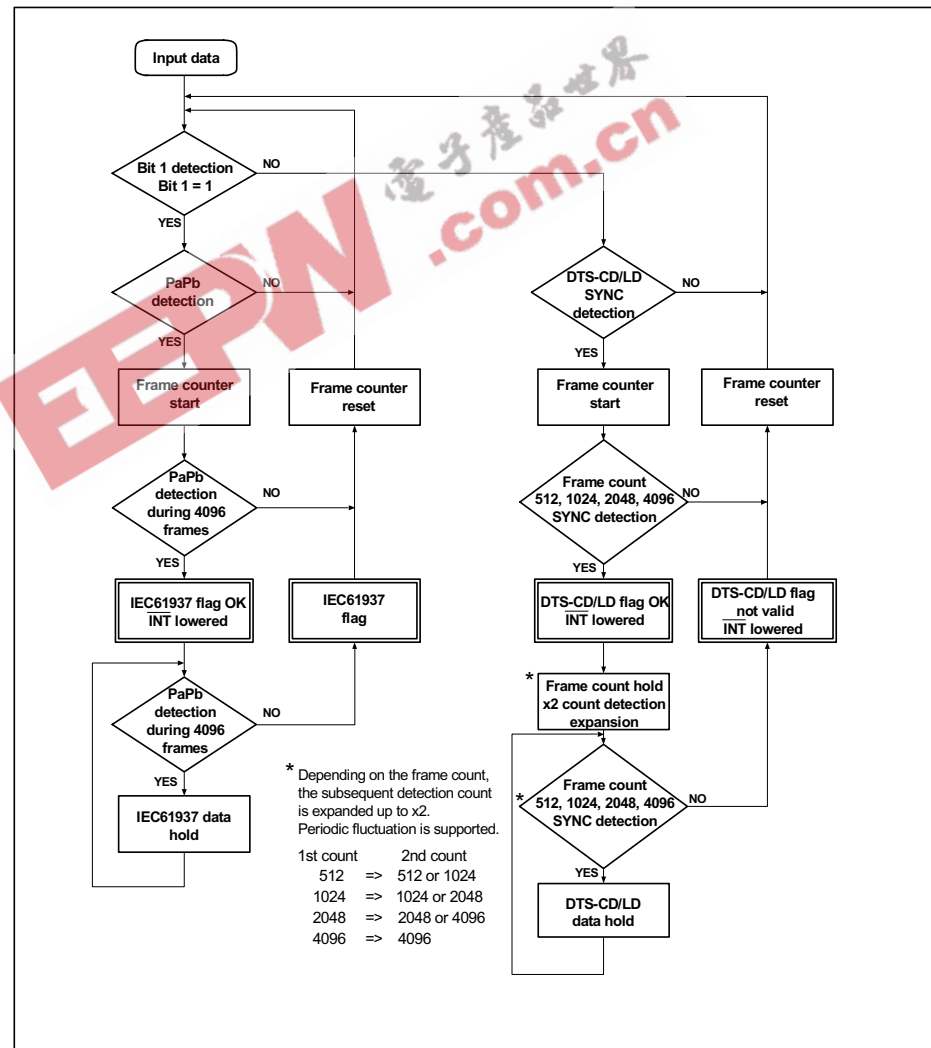 Input data
Bit 1 detection
Bit 1 = 1
NO
YES
PaPb
detection
NO
YES
Frame counter
start
Frame counter
reset
PaPb
detection
during 4096
frames
NO
YES
IEC61937 flag OK
INT lowered
IEC61937
flag
PaPb
detection
during 4096
frames
NO
YES
IEC61937 data
hold
DTS-CD/LD
SYNC
detection
NO
YES
Frame counter
start
Frame counter
reset
Frame count
512, 1024, 2048, 4096
SYNC detection
NO
YES
DTS-CD/LD flag OK
INT lowered
DTS-CD/LD flag
not valid
INT lowered
* Frame count hold
x2 count detection
expansion
* Frame count
512, 1024, 2048, 4096
SYNC detection
NO
YES
DTS-CD/LD
data hold
* Depending on the frame count,
the subsequent detection count
is expanded up to x2.
Periodic fluctuation is supported.
1st count 2nd count
512 => 512 or 1024
1024 => 1024 or 2048
2048 => 2048 or 4096
4096 => 4096
EEPW
.com.cn
電子産品世界